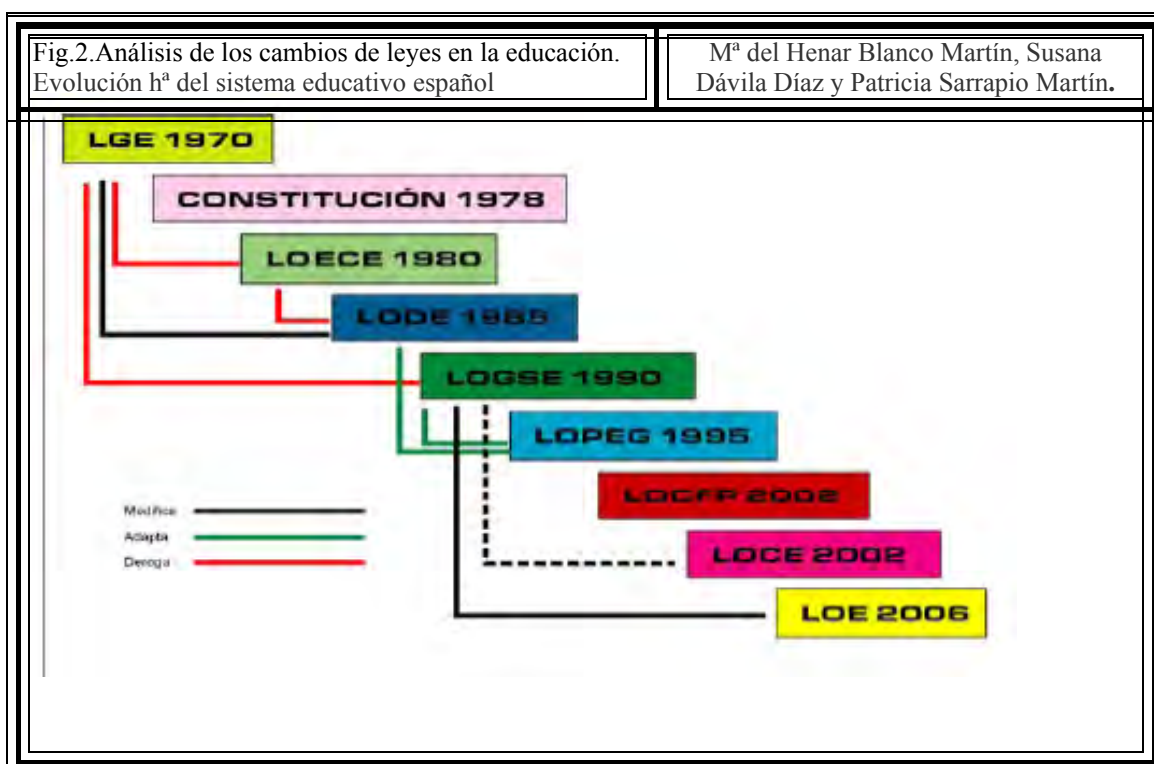 Fig.2.Análisis de los cambios de leyes en la educación.
Evolución hª del sistema educativo español
Mª del Henar Blanco Martín, Susana
Dávila Díaz y Patricia Sarrapio Martín.
LGE 1970
CONSTITUCIÓN 1978
LOECE 1980
LODE 1985
LOGSE 1990
LOPEG 1995
LOCFP 2002
LOCE 2002
LOE 2006
Modifica
Adapta
Deroga